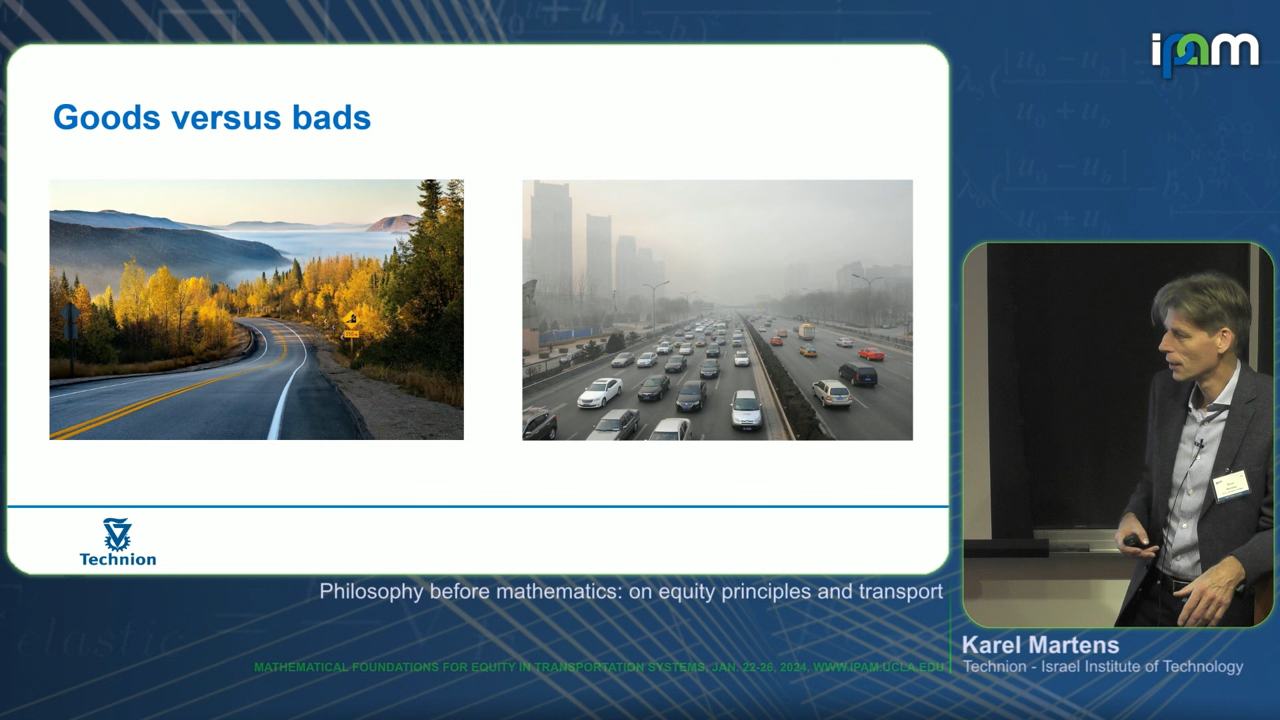 ipam
Goods versus bads
Technion
Philosophy before mathematics: on equity principles and transport
Karel Martens
Technion - Israel Institute of Technology
MATHEMATICAL FOUNDATIONS FOR EQUITY IN TRANSPORTATION SYSTEMS, JAN. 22-26, 2024, WWW.IPAM.UCLA.EDU
elastic